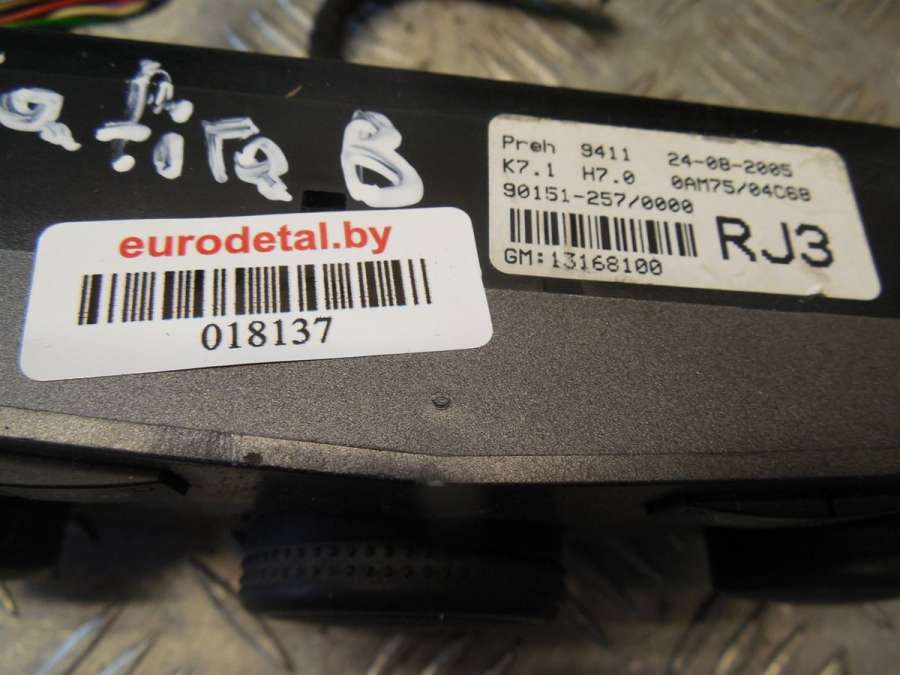 B
eurodetal.by
018137
Preh 9411 24-08-2005
K7.1 H7.0 0AM75/04C68
90151-257/0000
RJ3
GM:13168100